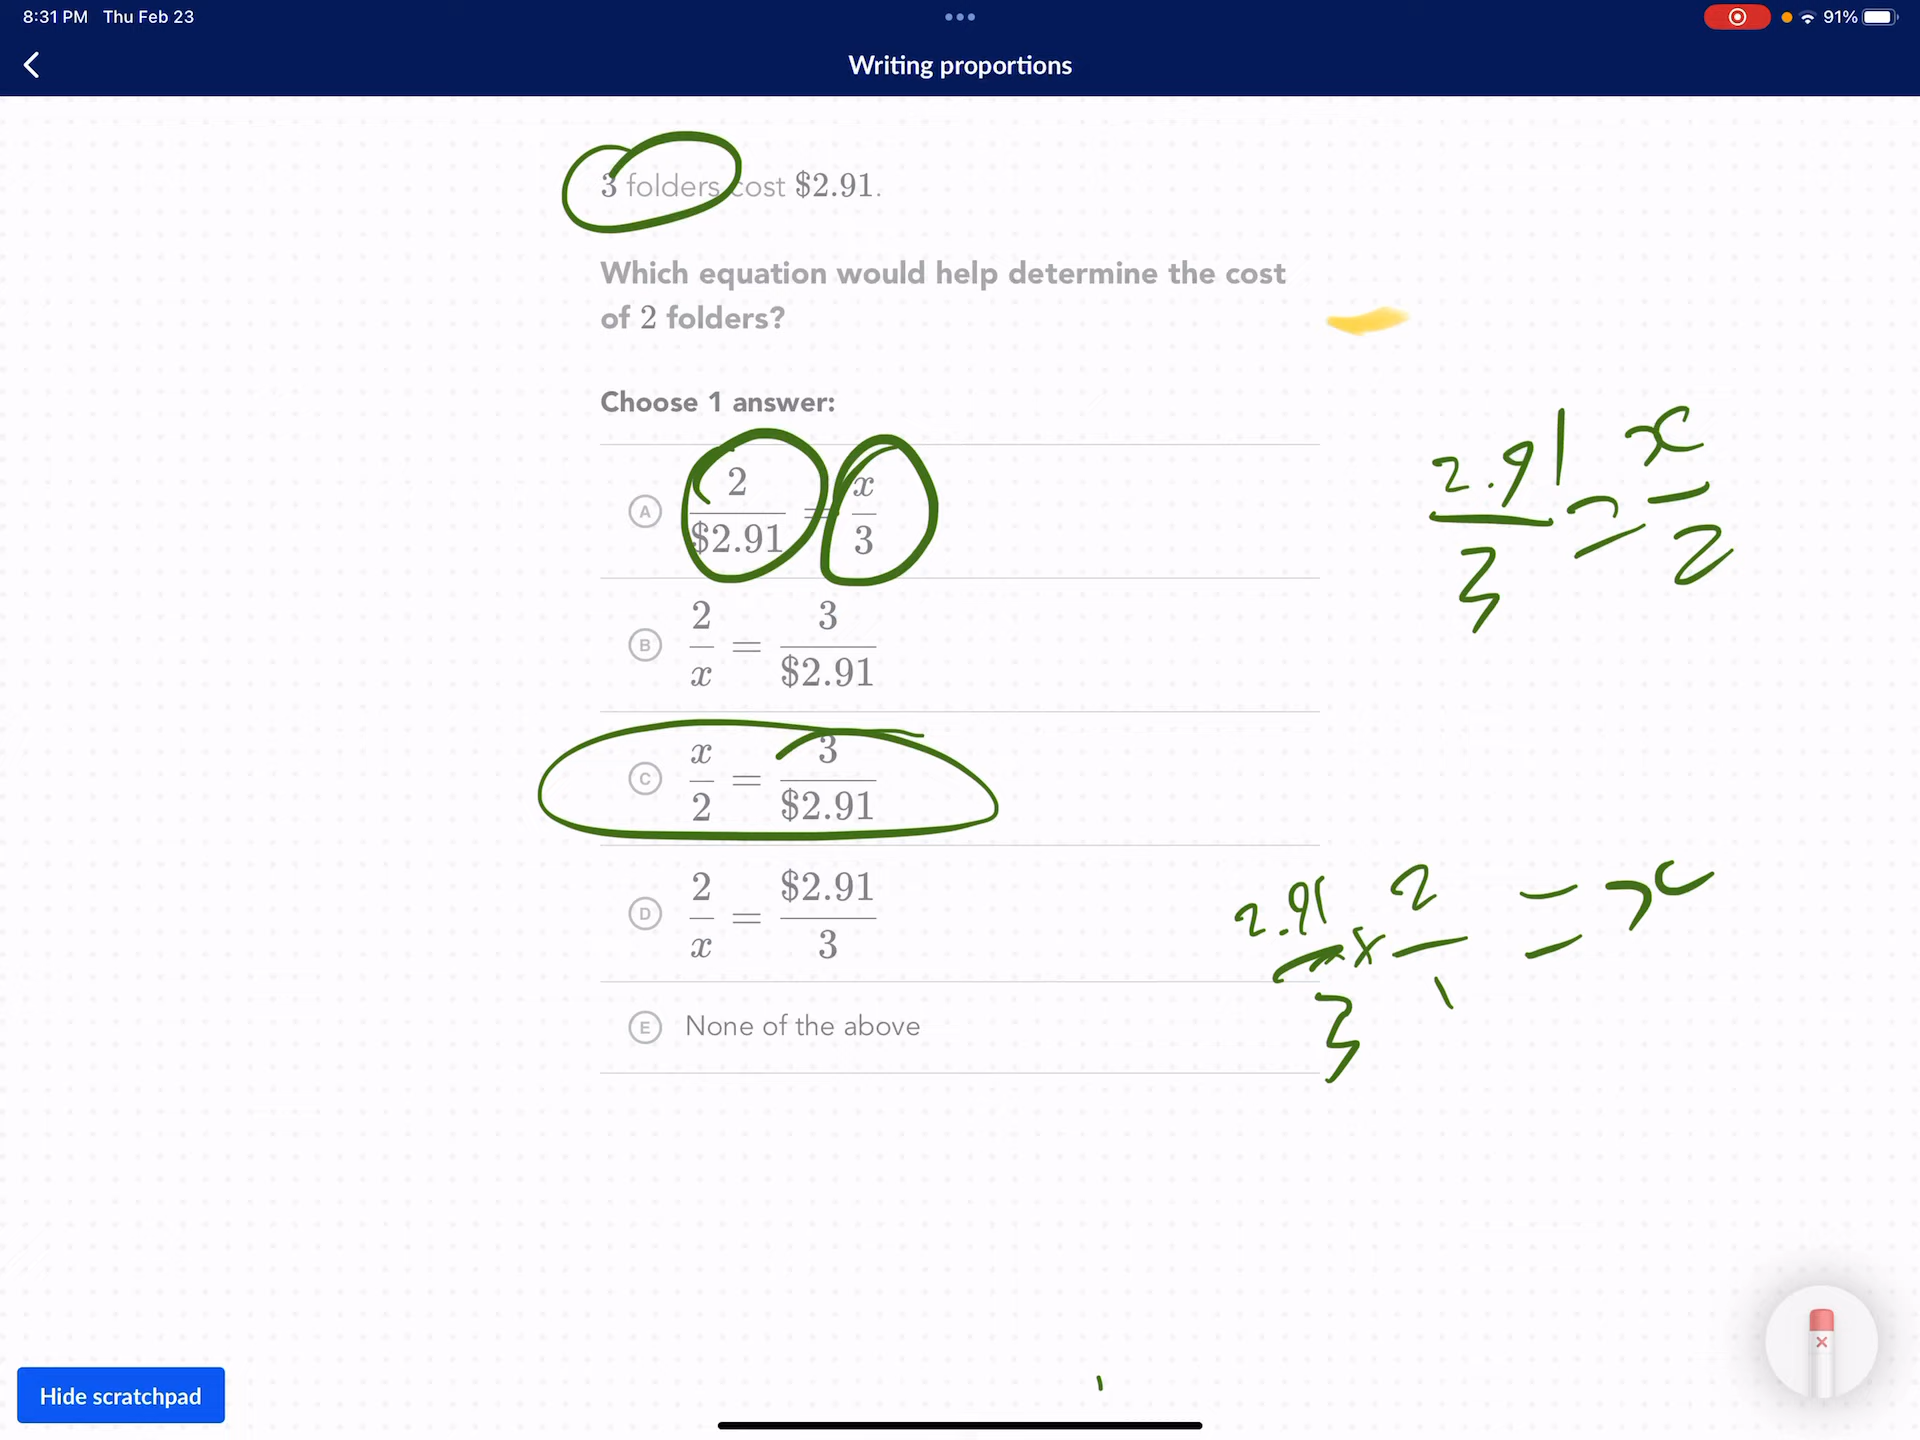 8:31 PM Thu Feb 23
91%
Writing proportions
3 folders cost $2.91.
Which equation would help determine the cost
of 2 folders?
Choose 1 answer:
A 2/$2.91 = x/3
B 2/x = 3/$2.91
C x/2 = 3/$2.91
D 2/x = $2.91/3
E None of the above
2.91/3 = x/2
2.91/3 x 2/1 = x
Hide scratchpad